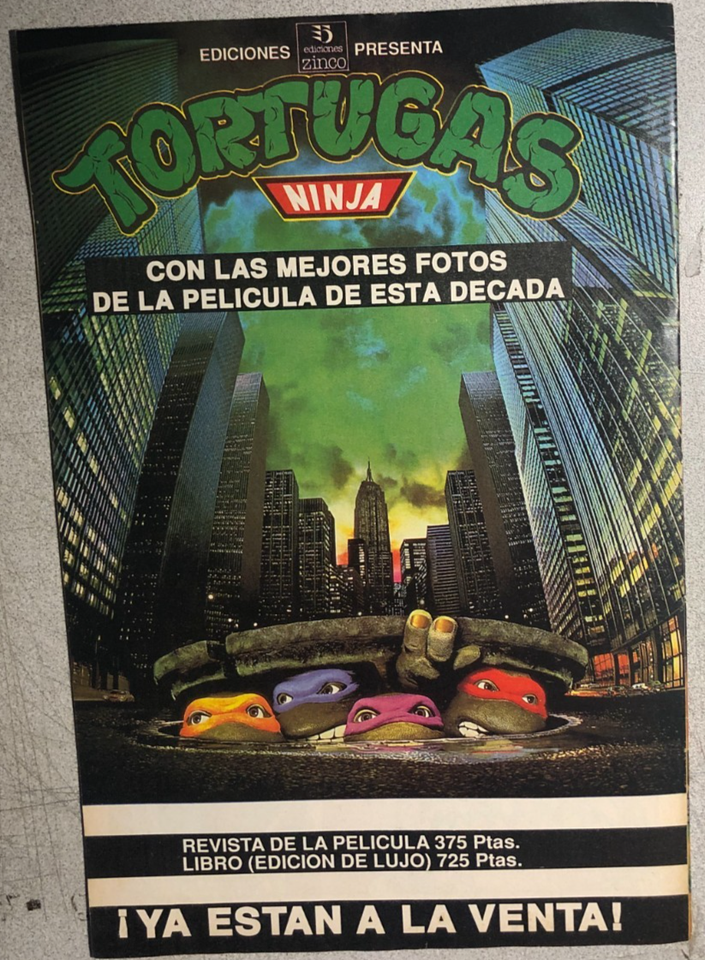 EDICIONES ediciones zinco PRESENTA
TORTUGAS
NINJA
CON LAS MEJORES FOTOS
DE LA PELICULA DE ESTA DECADA
REVISTA DE LA PELICULA 375 Ptas.
LIBRO (EDICION DE LUJO) 725 Ptas.
¡YA ESTAN A LA VENTA!